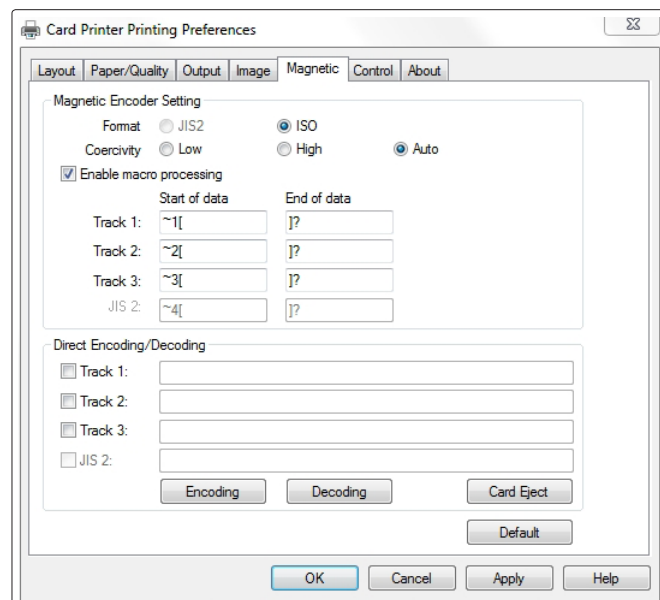 Card Printer Printing Preferences
Layout Paper/Quality Output Image Magnetic Control About
Magnetic Encoder Setting
Format JIS2 ISO
Coercivity Low High Auto
Enable macro processing
Start of data End of data
Track 1: ~1[ ]?
Track 2: ~2[ ]?
Track 3: ~3[ ]?
JIS 2: ~4[ ]?
Direct Encoding/Decoding
Track 1:
Track 2:
Track 3:
JIS 2:
Encoding Decoding Card Eject
Default
OK Cancel Apply Help